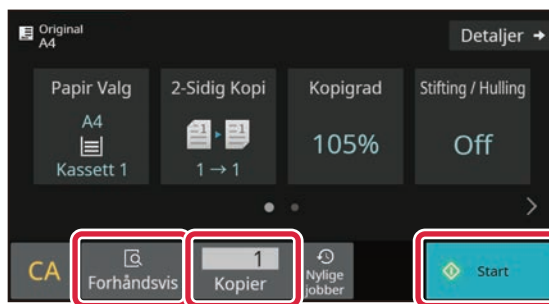 Original
A4
Detaljer
Papir Valg
A4
Kassett 1
2-Sidig Kopi
1 → 1
Kopigrad
105%
Stifting / Hulling
Off
CA
Forhåndsvis
1
Kopier
Nylige
jobber
Start